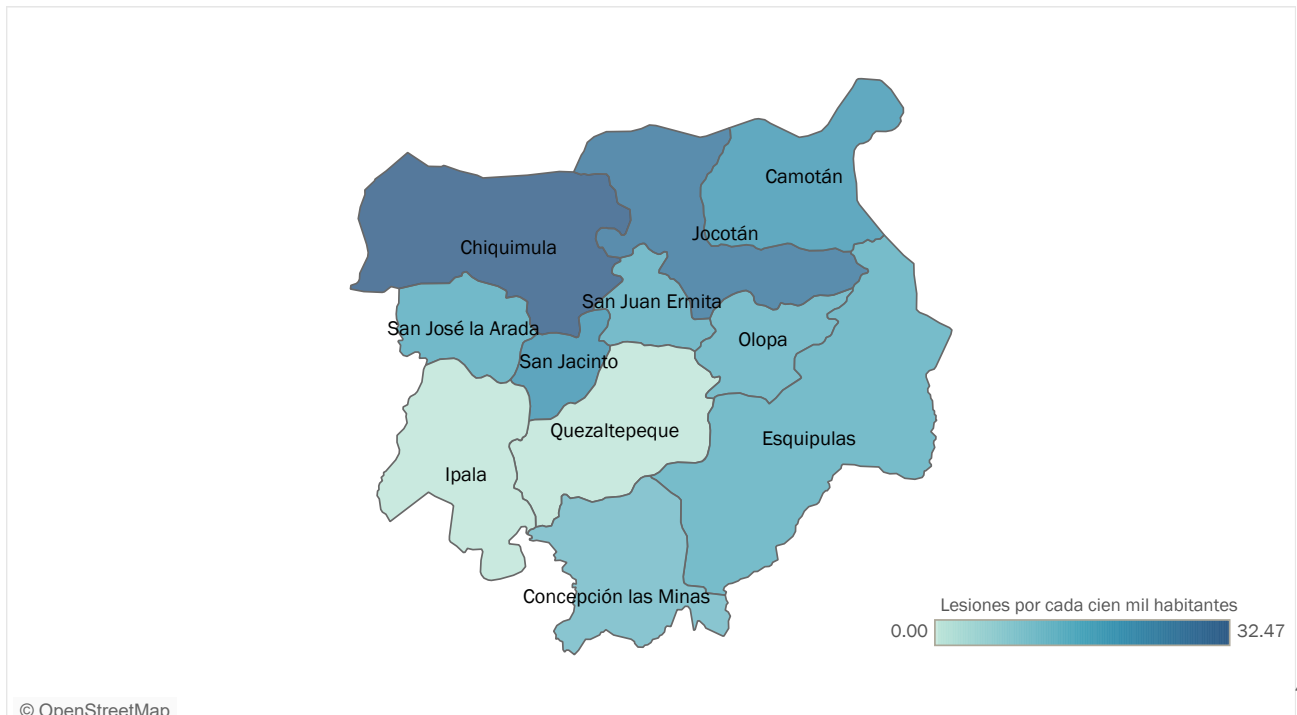 Camotán
Jocotán
Chiquimula
San Juan Ermita
San José la Arada
Olopa
San Jacinto
Quezaltepeque
Esquipulas
Ipala
Concepción las Minas
Lesiones por cada cien mil habitantes
0.00
32.47
© OpenStreetMap